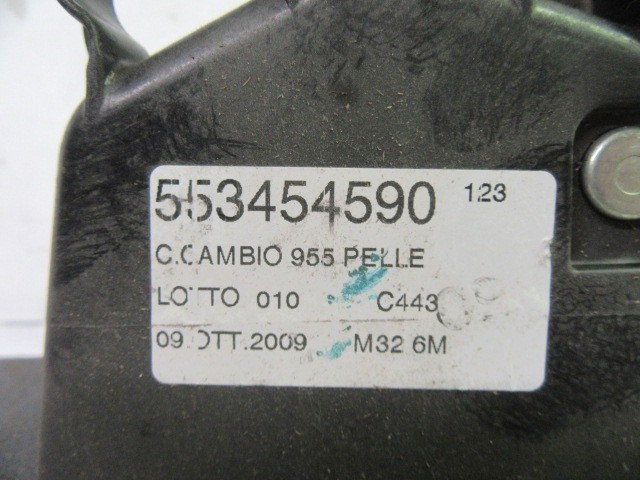 553454590 123
C.CAMBIO 955 PELLE
LOTTO 010 C443
09.OTT.2009 M32 6M